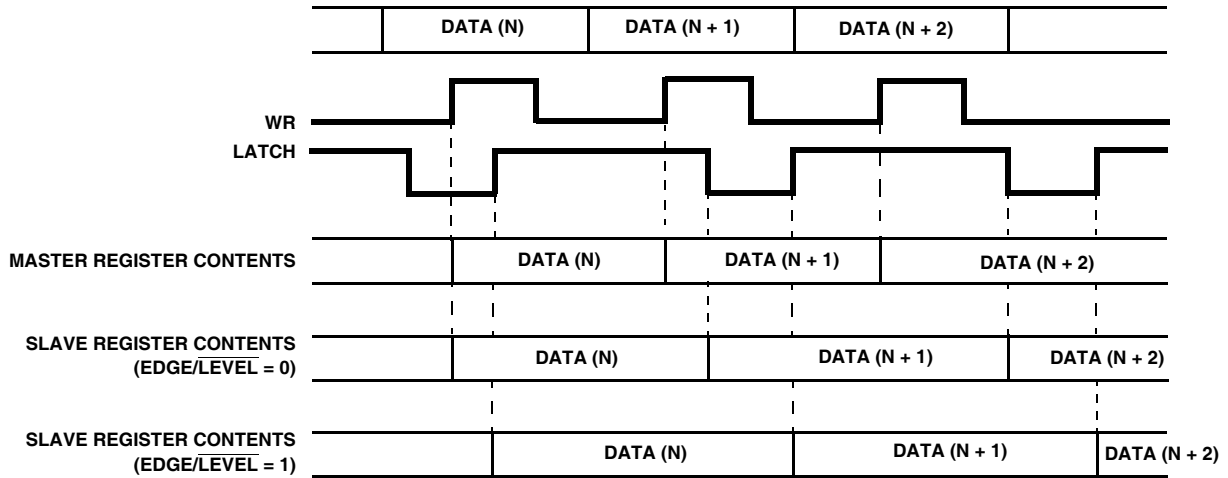 DATA (N) DATA (N + 1) DATA (N + 2)
WR
LATCH
MASTER REGISTER CONTENTS DATA (N) DATA (N + 1) DATA (N + 2)
SLAVE REGISTER CONTENTS
(EDGE/LEVEL = 0) DATA (N) DATA (N + 1) DATA (N + 2)
SLAVE REGISTER CONTENTS
(EDGE/LEVEL = 1) DATA (N) DATA (N + 1) DATA (N + 2)